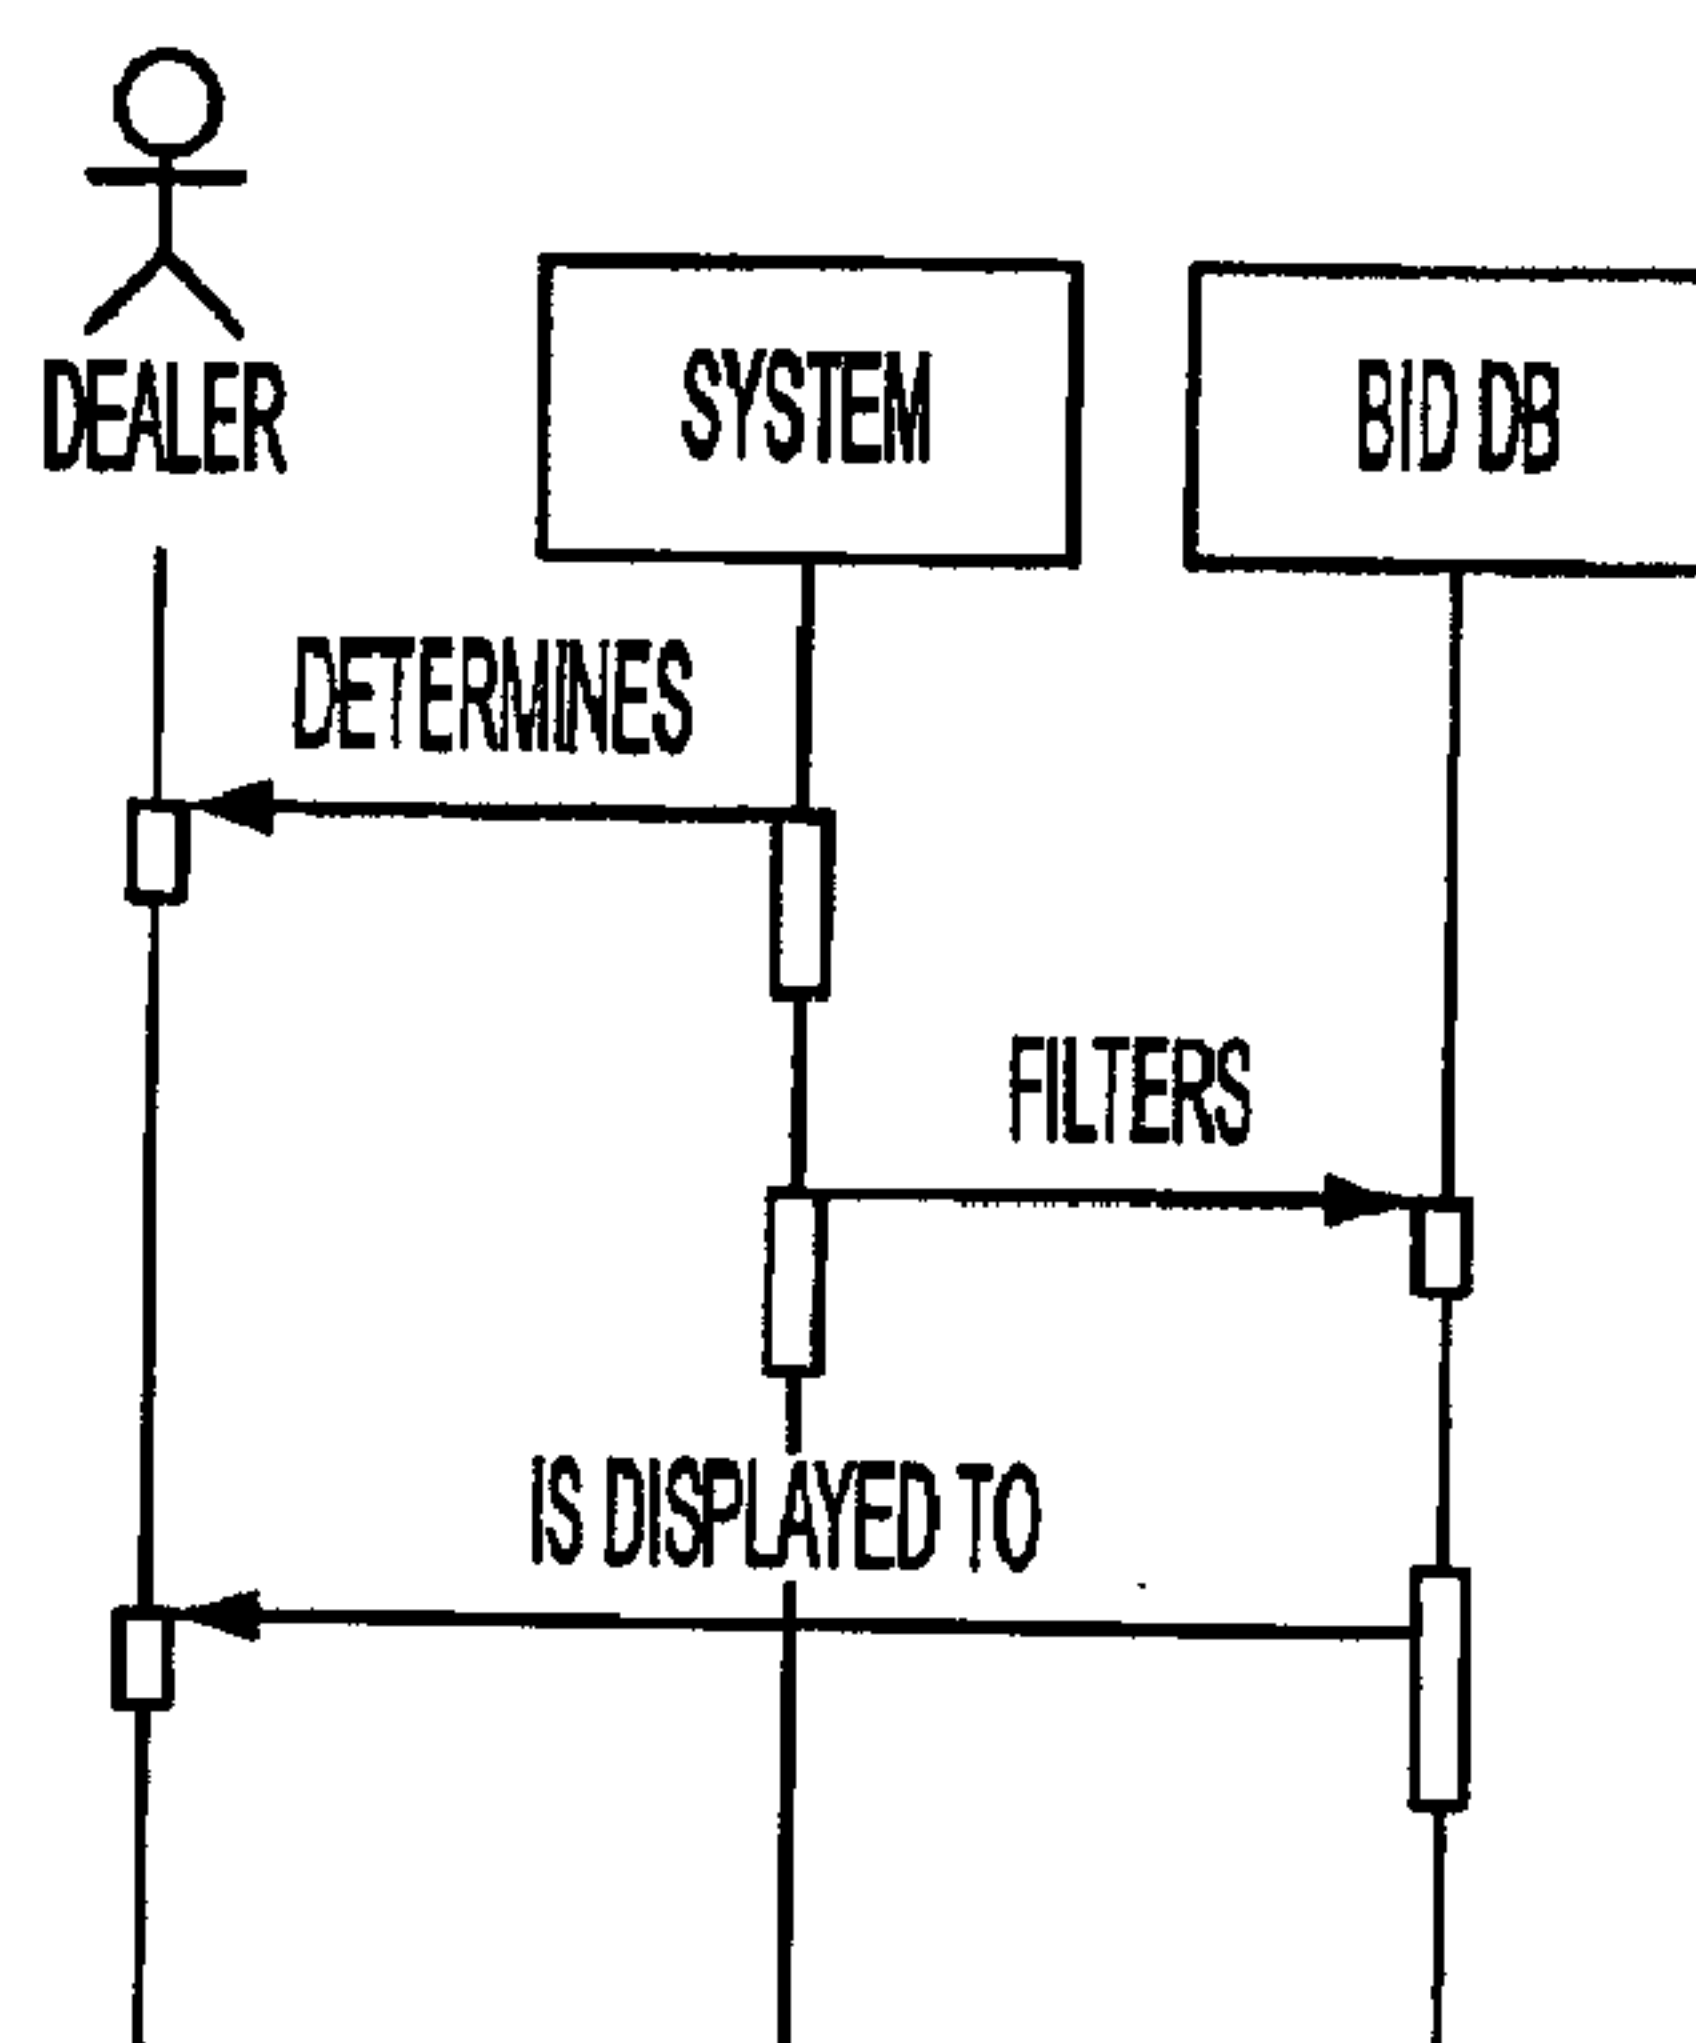 DEALER
SYSTEM
BID DB
DETERMINES
FILTERS
IS DISPLAYED TO